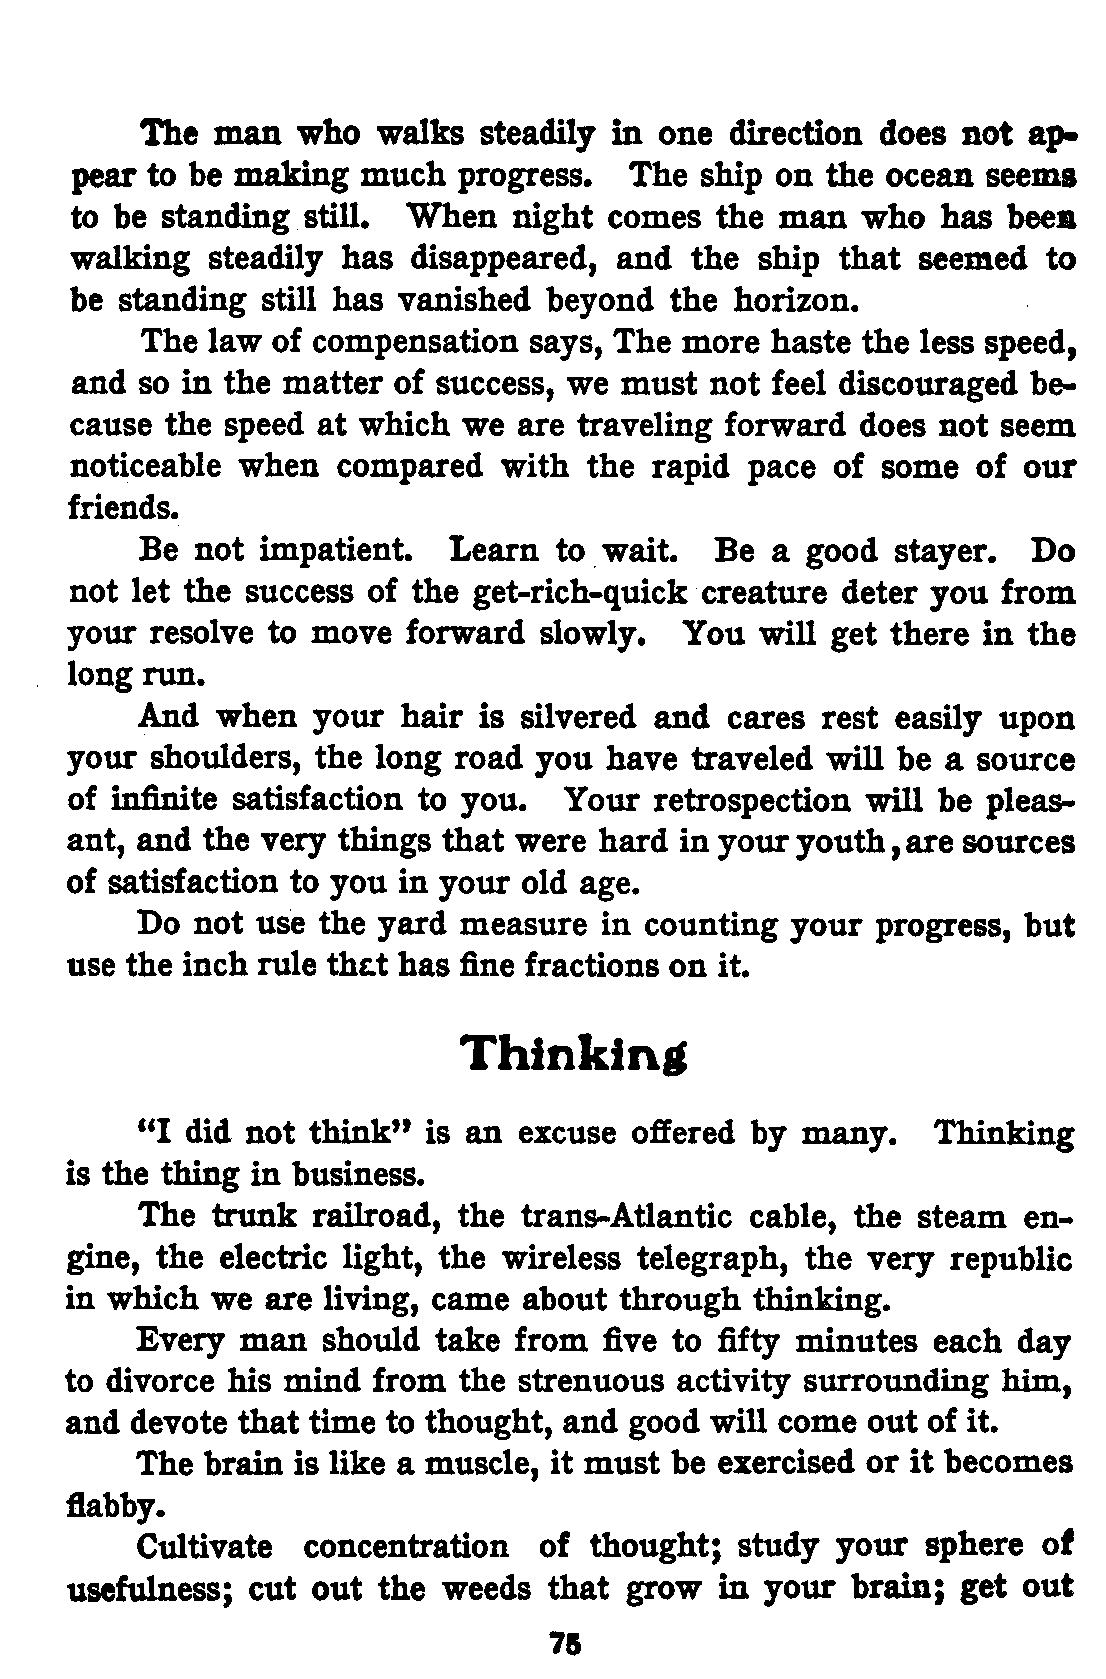 The man who walks steadily in one direction does not ap-
pear to be making much progress. The ship on the ocean seems
to be standing still. When night comes the man who has been
walking steadily has disappeared, and the ship that seemed to
be standing still has vanished beyond the horizon.
The law of compensation says, The more haste the less speed,
and so in the matter of success, we must not feel discouraged be-
cause the speed at which we are traveling forward does not seem
noticeable when compared with the rapid pace of some of our
friends.
Be not impatient. Learn to wait. Be a good stayer. Do
not let the success of the get-rich-quick creature deter you from
your resolve to move forward slowly. You will get there in the
long run.
And when your hair is silvered and cares rest easily upon
your shoulders, the long road you have traveled will be a source
of infinite satisfaction to you. Your retrospection will be pleas-
ant, and the very things that were hard in your youth, are sources
of satisfaction to you in your old age.
Do not use the yard measure in counting your progress, but
use the inch rule that has fine fractions on it.
Thinking
“I did not think” is an excuse offered by many. Thinking
is the thing in business.
The trunk railroad, the trans-Atlantic cable, the steam en-
gine, the electric light, the wireless telegraph, the very republic
in which we are living, came about through thinking.
Every man should take from five to fifty minutes each day
to divorce his mind from the strenuous activity surrounding him,
and devote that time to thought, and good will come out of it.
The brain is like a muscle, it must be exercised or it becomes
flabby.
Cultivate concentration of thought; study your sphere of
usefulness; cut out the weeds that grow in your brain; get out
75